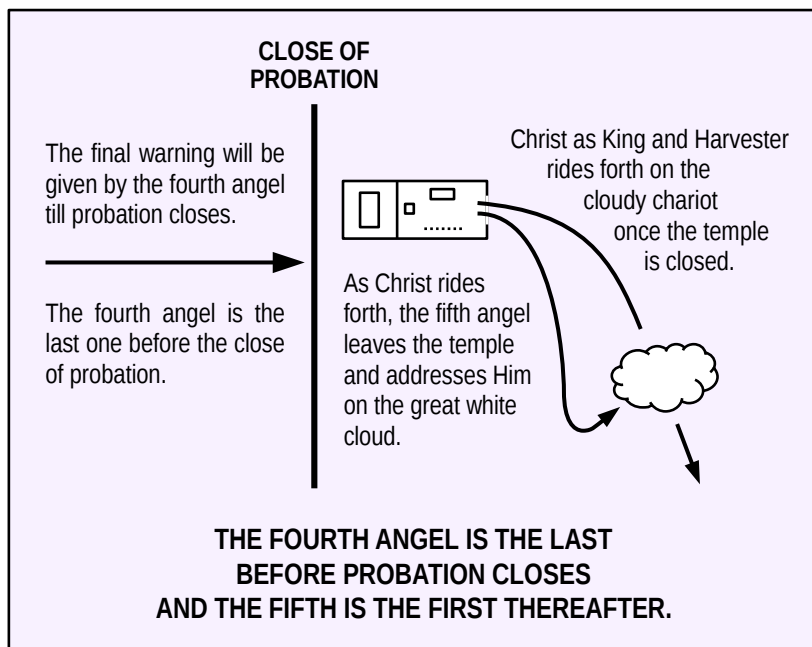 CLOSE OF
PROBATION
The final warning will be
given by the fourth angel
till probation closes.
The fourth angel is the
last one before the close
of probation.
Christ as King and Harvester
rides forth on the
cloudy chariot
once the temple
is closed.
As Christ rides
forth, the fifth angel
leaves the temple
and addresses Him
on the great white
cloud.
THE FOURTH ANGEL IS THE LAST
BEFORE PROBATION CLOSES
AND THE FIFTH IS THE FIRST THEREAFTER.